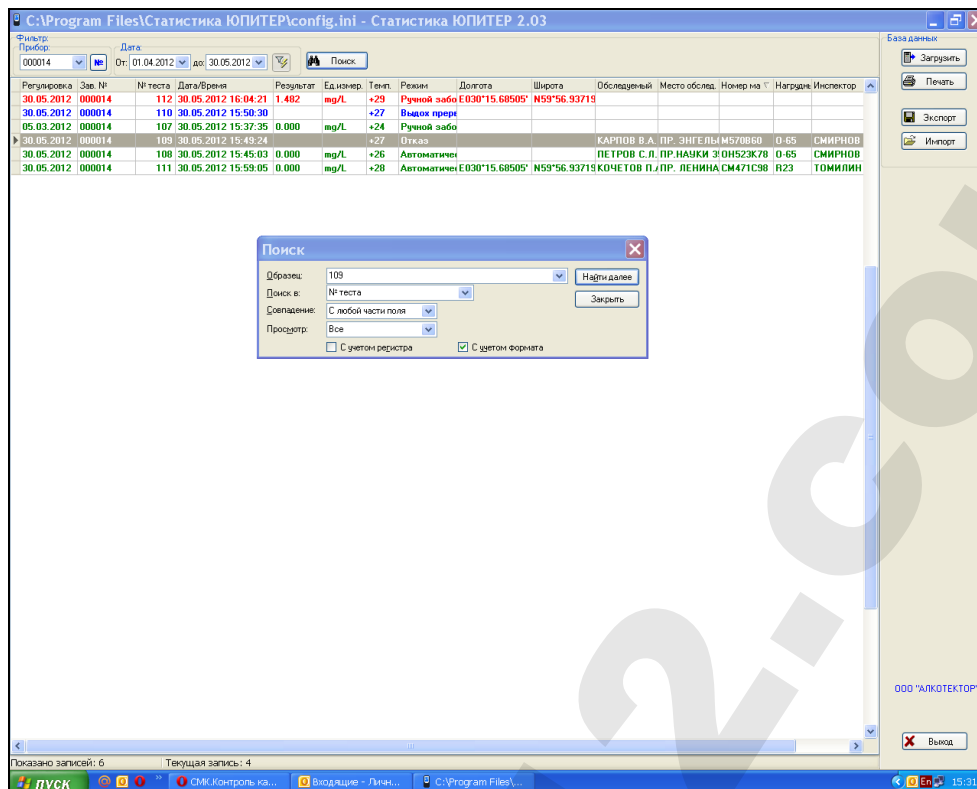 C:\Program Files\Статистика ЮПИТЕР\config.ini - Статистика ЮПИТЕР 2.03
Фильтр:
Прибор: Дата:
000014 № От: 01.04.2012 до: 30.05.2012 Поиск
База данных
Загрузить
Печать
Экспорт
Импорт
Регулировка Зав. № № теста Дата/Время Результат Ед.измер. Темп. Режим Долгота Широта Обследуемый Место обслед. Номер ма Нагрудн Инспектор
30.05.2012 000014 112 30.05.2012 16:04:21 1.482 mg/L +29 Ручной забо E030*15.68505' N59*56.93719
30.05.2012 000014 110 30.05.2012 15:50:30 +27 Выдох прер
05.03.2012 000014 107 30.05.2012 15:37:35 0.000 mg/L +24 Ручной забо
30.05.2012 000014 109 30.05.2012 15:49:24 +27 Отказ КАРПОВ В.А. ПР. ЭНГЕЛЬ М570В60 О-65 СМИРНОВ
30.05.2012 000014 108 30.05.2012 15:45:03 0.000 mg/L +26 Автоматиче ПЕТРОВ С.Л. ПР.НАУКИ 3 ОН523К78 О-65 СМИРНОВ
30.05.2012 000014 111 30.05.2012 15:59:05 0.000 mg/L +28 Автоматиче E030*15.68505' N59*56.93719 КОЧЕТОВ П. ПР. ЛЕНИНА СМ471С98 R23 ТОМИЛИН
Поиск
Образец: 109 Найти далее
Поиск в: № теста Закрыть
Совпадение: С любой части поля
Просмотр: Все
С учетом регистра С учетом формата
ООО "АЛКОТЕКТОР"
Выход
Показано записей: 6 Текущая запись: 4
пуск СМК.Контроль ка... Входящие - Личн... C:\Program Files\... En 15:31